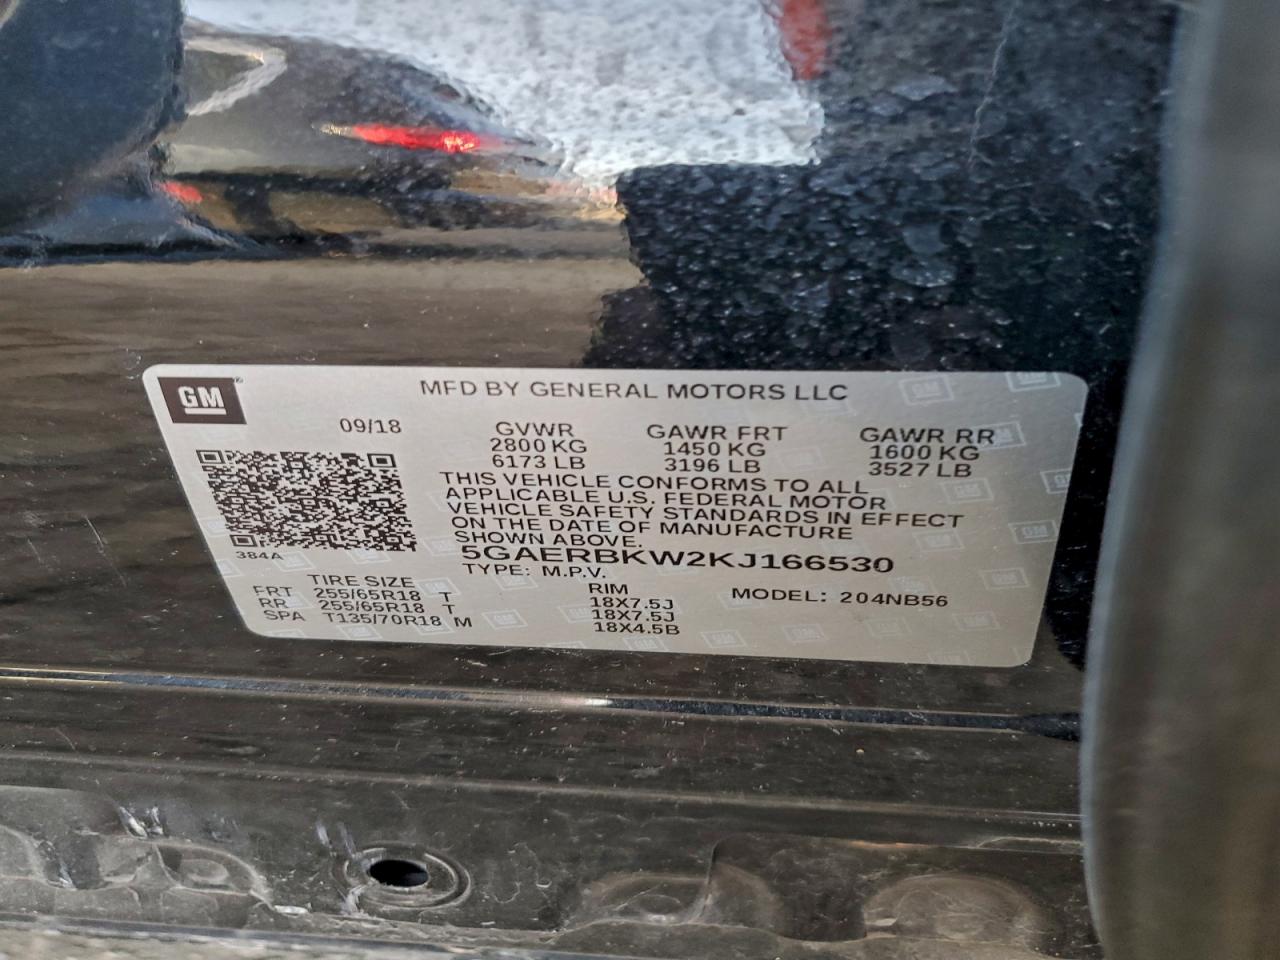 GM
MFD BY GENERAL MOTORS LLC
09/18 GVWR GAWR FRT GAWR RR
2800 KG 1450 KG 1600 KG
6173 LB 3196 LB 3527 LB
THIS VEHICLE CONFORMS TO ALL
APPLICABLE U.S. FEDERAL MOTOR
VEHICLE SAFETY STANDARDS IN EFFECT
ON THE DATE OF MANUFACTURE
SHOWN ABOVE.
384A
5GAERBKW2KJ166530
TYPE: M.P.V. MODEL: 204NB56
TIRE SIZE RIM
FRT 255/65R18 T 18X7.5J
RR 255/65R18 T 18X7.5J
SPA T135/70R18 M 18X4.5B